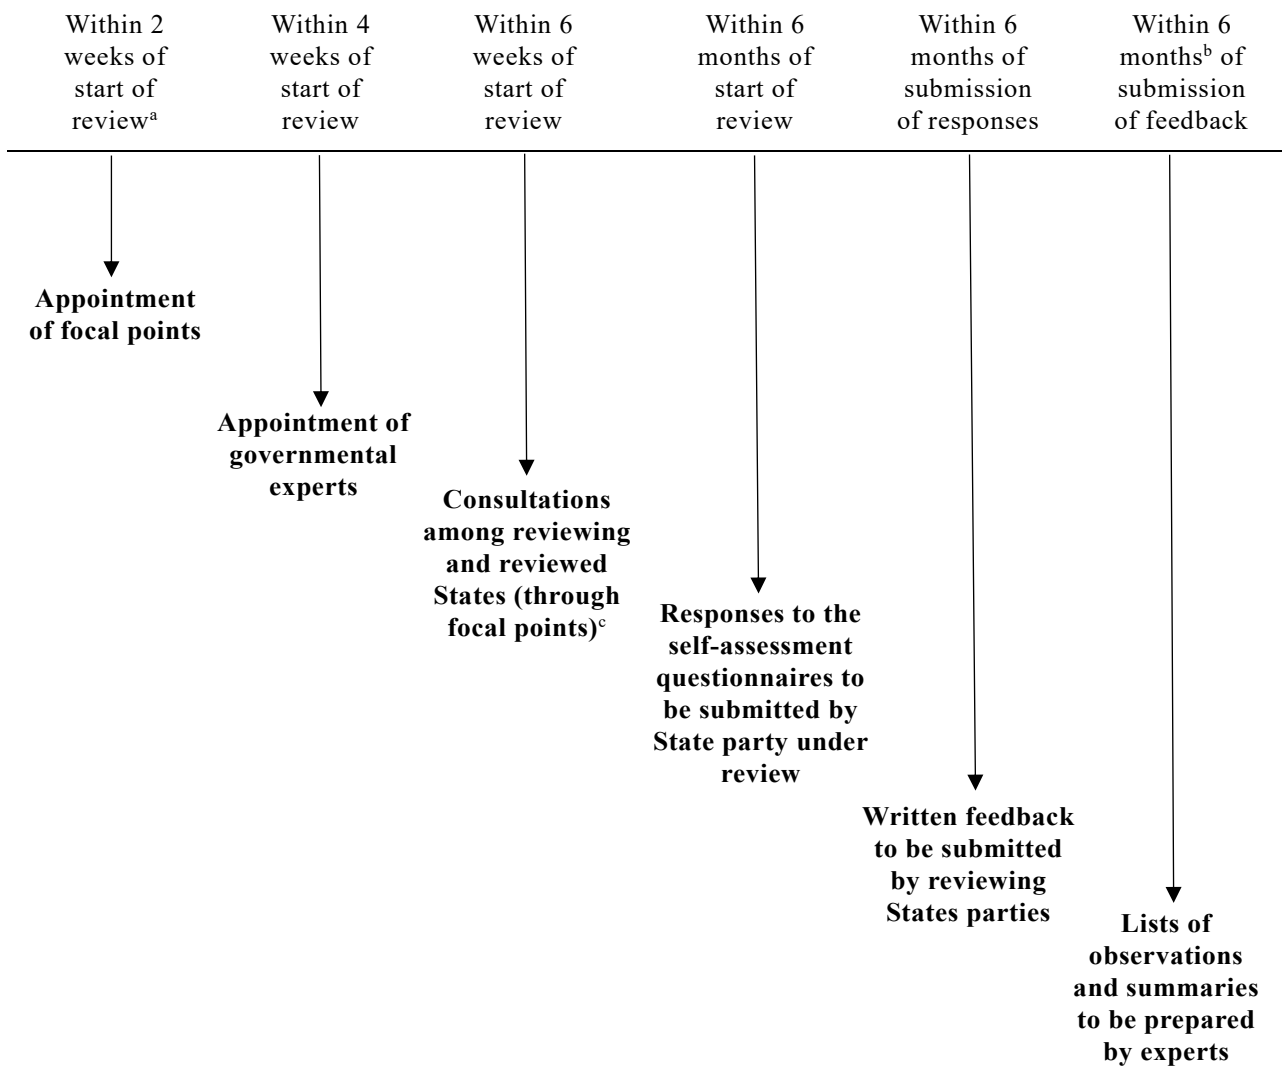 Within 2
weeks of
start of
reviewᵃ
Within 4
weeks of
start of
review
Within 6
weeks of
start of
review
Within 6
months of
start of
review
Within 6
months of
submission
of responses
Within 6
monthsᵇ of
submission
of feedback
Appointment
of focal points
Appointment of
governmental
experts
Consultations
among reviewing
and reviewed
States (through
focal points)ᶜ
Responses to the
self-assessment
questionnaires to
be submitted by
State party under
review
Written feedback
to be submitted
by reviewing
States parties
Lists of
observations
and summaries
to be prepared
by experts